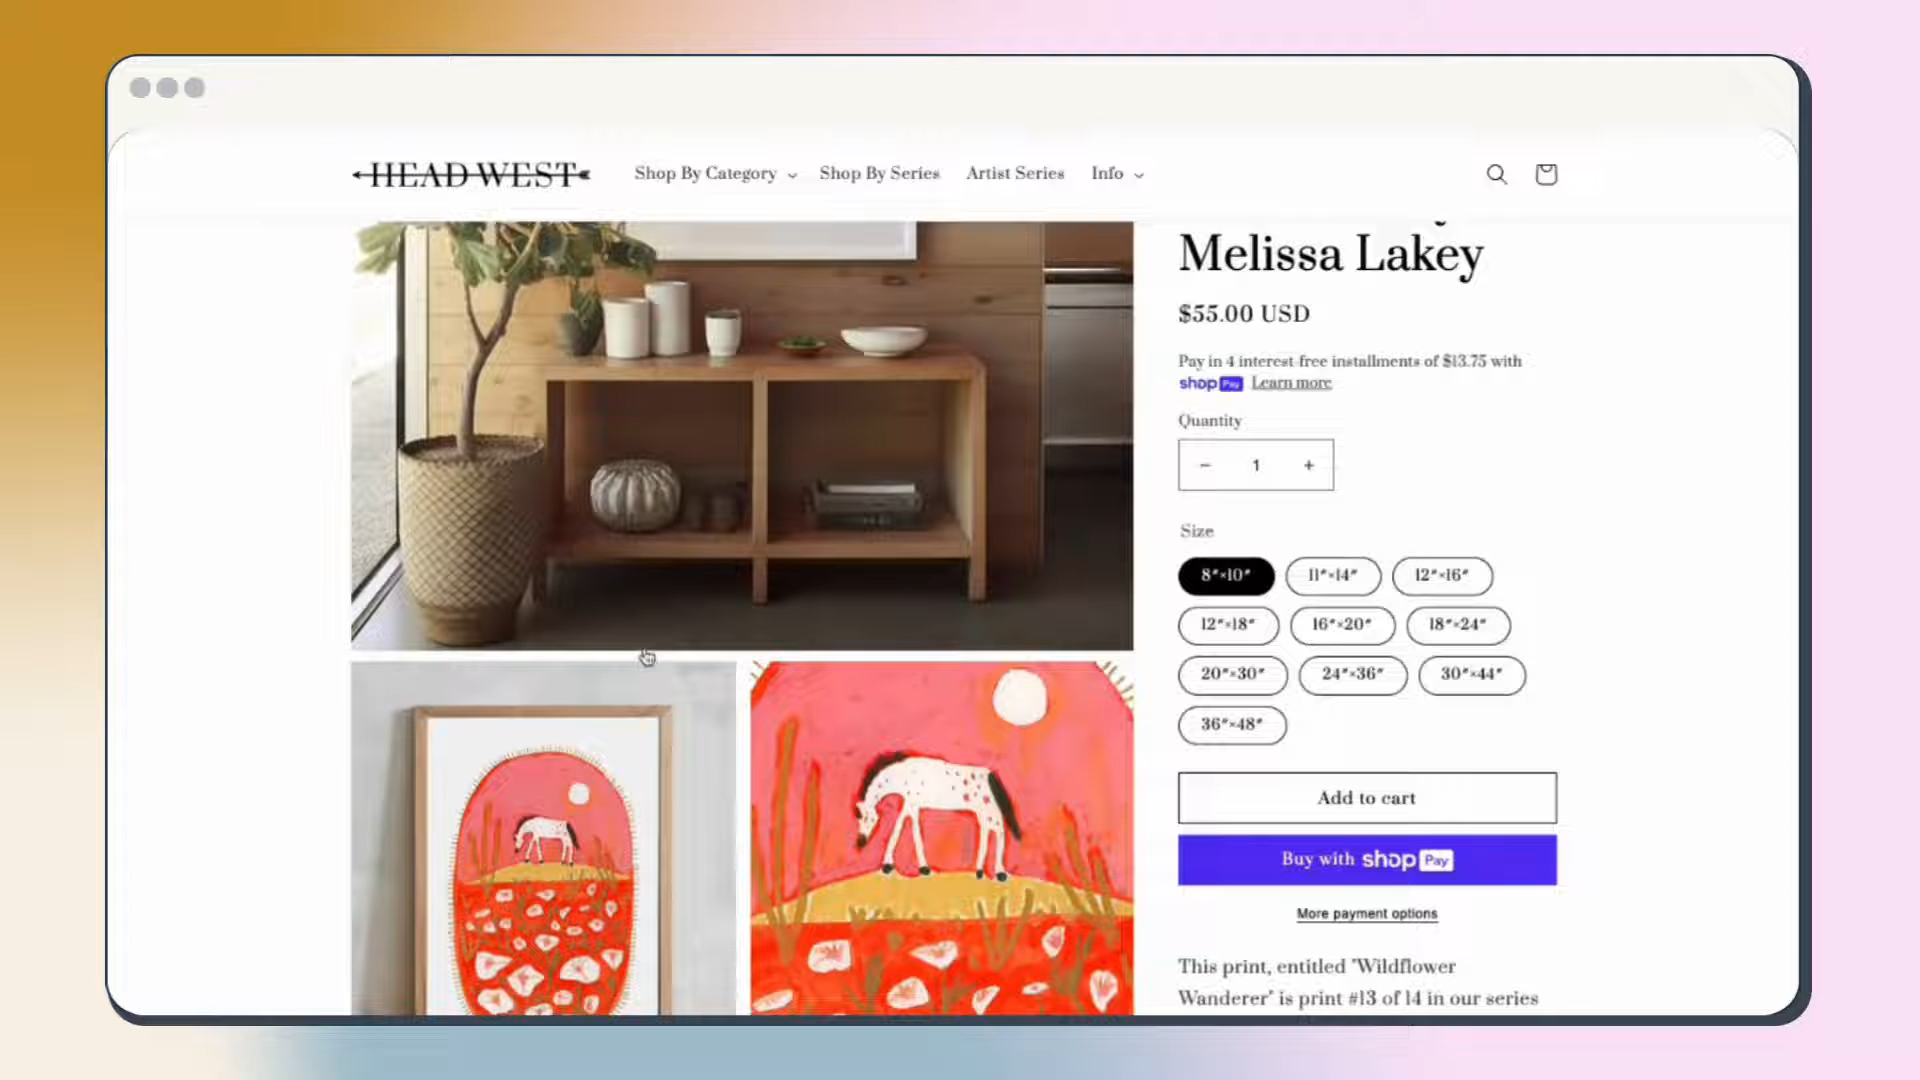 HEAD WEST
Shop By Category
Shop By Series
Artist Series
Info
Melissa Lakey
$55.00 USD
Pay in 4 interest-free installments of $13.75 with
shop Pay Learn more
Quantity
− 1 +
Size
8″×10″ 11″×14″ 12″×16″
12″×18″ 16″×20″ 18″×24″
20″×30″ 24″×36″ 30″×44″
36″×48″
Add to cart
Buy with shop Pay
More payment options
This print, entitled "Wildflower
Wanderer" is print #13 of 14 in our series